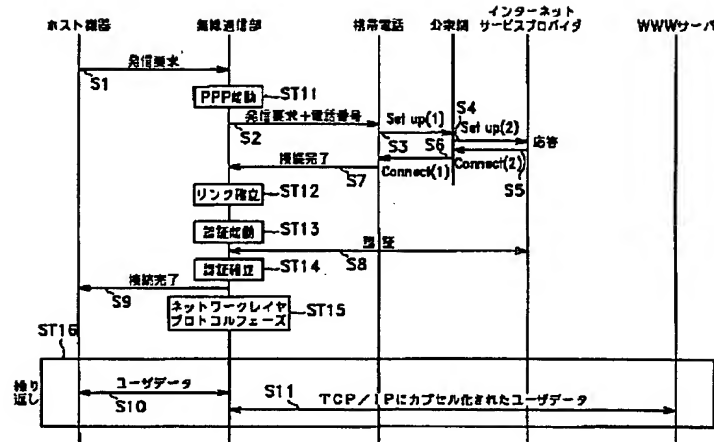 ホスト機器
無線通信部
携帯電話
公衆網
インターネット
サービスプロバイダ
WWWサーバ
発信要求
S1
PPP起動
ST11
発信要求＋電話番号
S2
Set up(1)
S3
S4
Set up(2)
応答
S6
接続完了
S7
Connect(1)
Connect(2)
S5
リンク確立
ST12
認証起動
ST13
認証
S8
認証確立
ST14
接続完了
S9
ネットワークレイヤ
プロトコルフェーズ
ST15
ST16
繰り
返し
ユーザデータ
S10
S11
TCP／IPにカプセル化されたユーザデータ